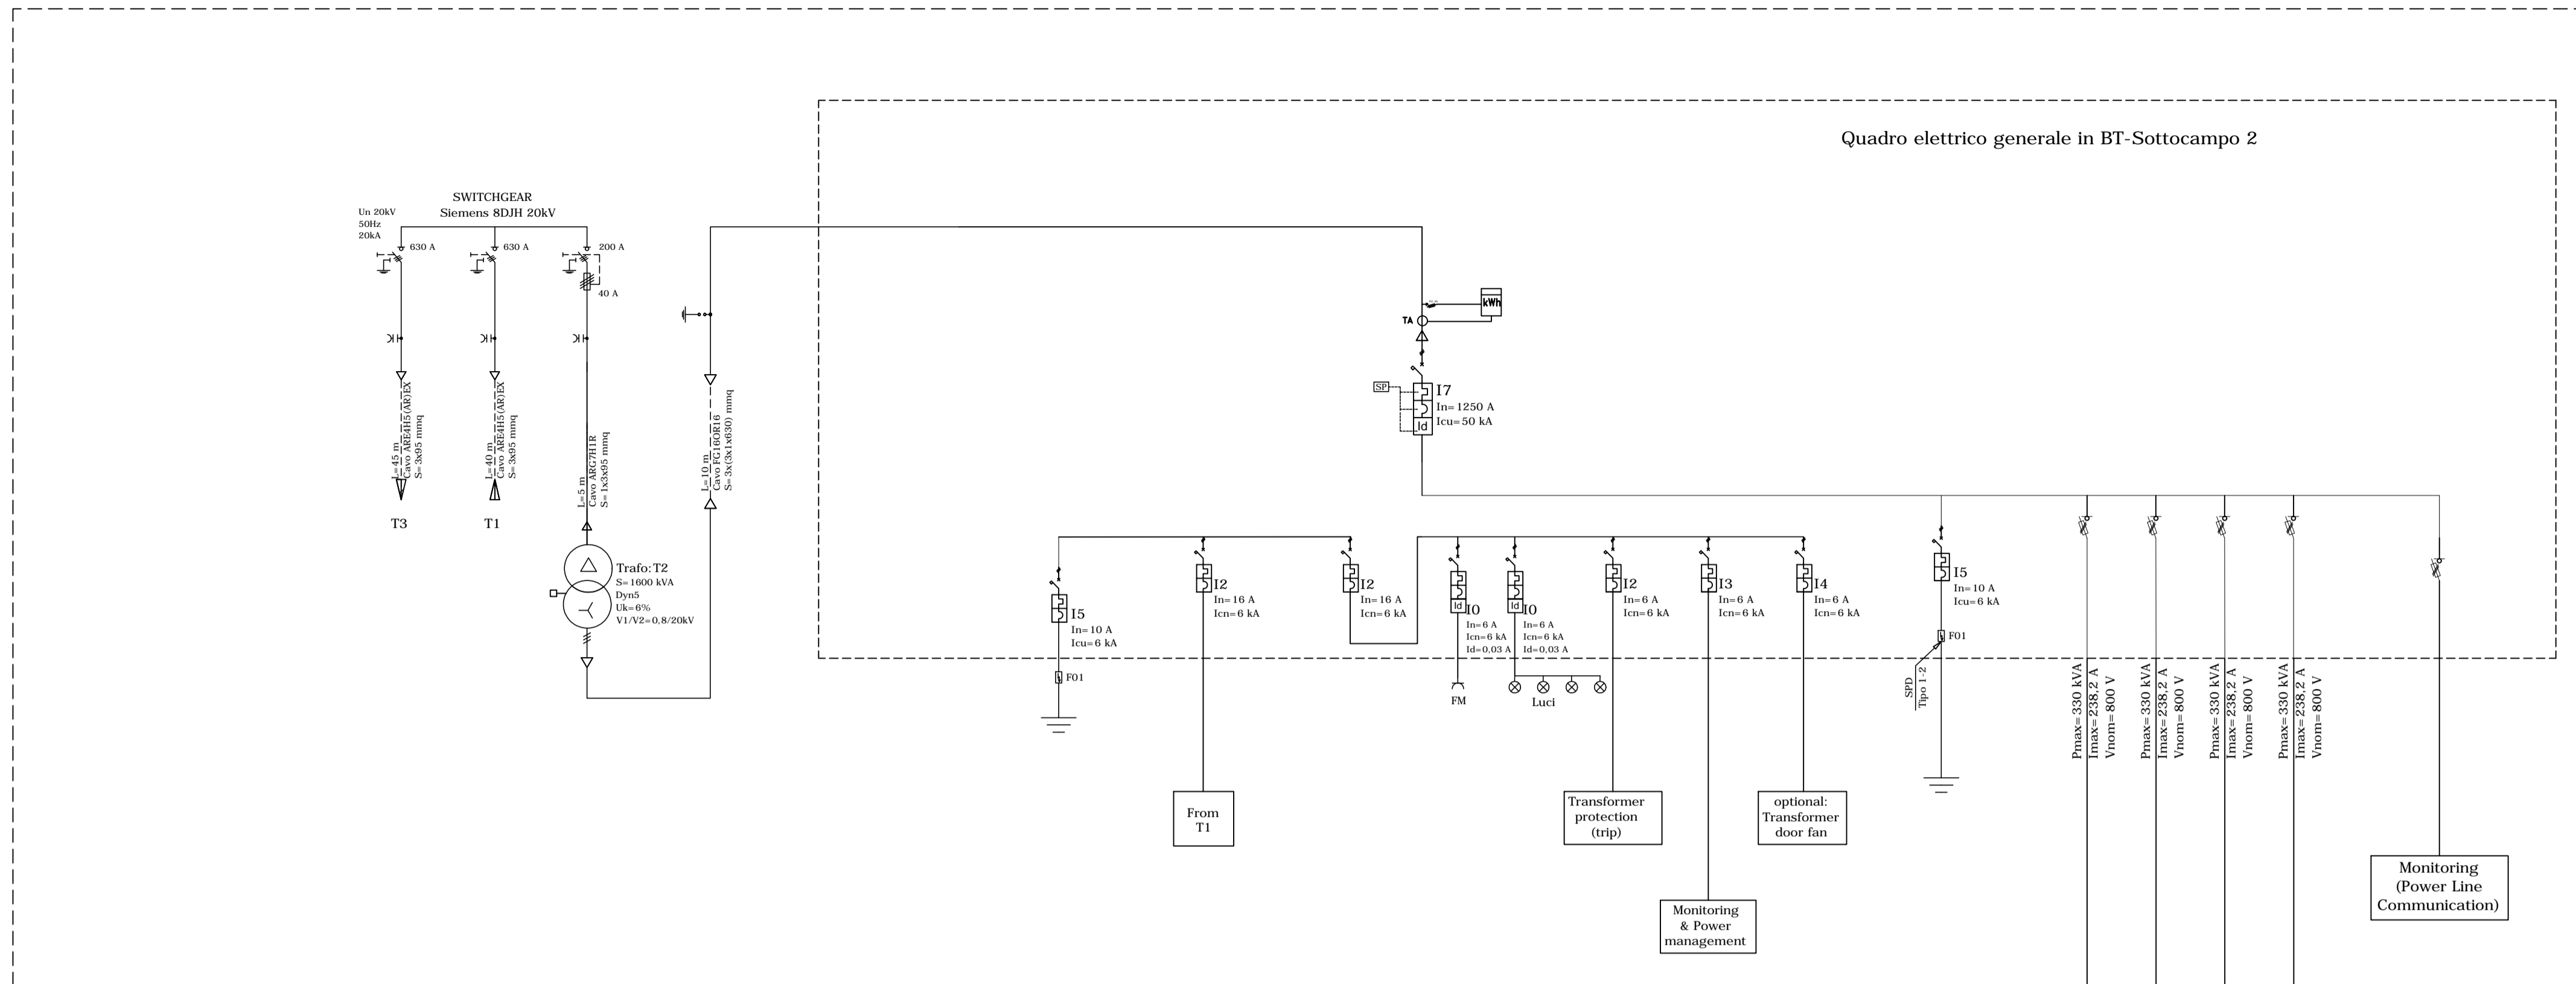 Quadro elettrico generale in BT-Sottocampo 2
SWITCHGEAR
Siemens 8DJH 20kV
Un 20kV
50Hz
20kA
630 A
630 A
200 A
40 A
L=45 m
Cavo ARE4H5(AR)EX
S=3x95 mmq
T3
L=40 m
Cavo ARE4H5(AR)EX
S=3x95 mmq
T1
L=5 m
Cavo ARG7H1R
S=1x3x95 mmq
Trafo: T2
S=1600 kVA
Dyn5
Uk=6%
V1/V2=0,8/20kV
L=10 m
Cavo FG16OR16
S=3x(3x1x630) mmq
kWh
TA
SP
Id
I7
In=1250 A
Icu=50 kA
I5
In=10 A
Icu=6 kA
F01
I2
In=16 A
Icn=6 kA
From
T1
I2
In=16 A
Icn=6 kA
Id
I0
In=6 A
Icn=6 kA
Id=0,03 A
FM
Id
I0
In=6 A
Icn=6 kA
Id=0,03 A
Luci
I2
In=6 A
Icn=6 kA
Transformer
protection
(trip)
I3
In=6 A
Icn=6 kA
Monitoring
& Power
management
I4
In=6 A
Icn=6 kA
optional:
Transformer
door fan
I5
In=10 A
Icu=6 kA
F01
SPD
Tipo 1-2
Pmax=330 kVA
Imax=238,2 A
Vnom=800 V
Pmax=330 kVA
Imax=238,2 A
Vnom=800 V
Pmax=330 kVA
Imax=238,2 A
Vnom=800 V
Pmax=330 kVA
Imax=238,2 A
Vnom=800 V
Monitoring
(Power Line
Communication)